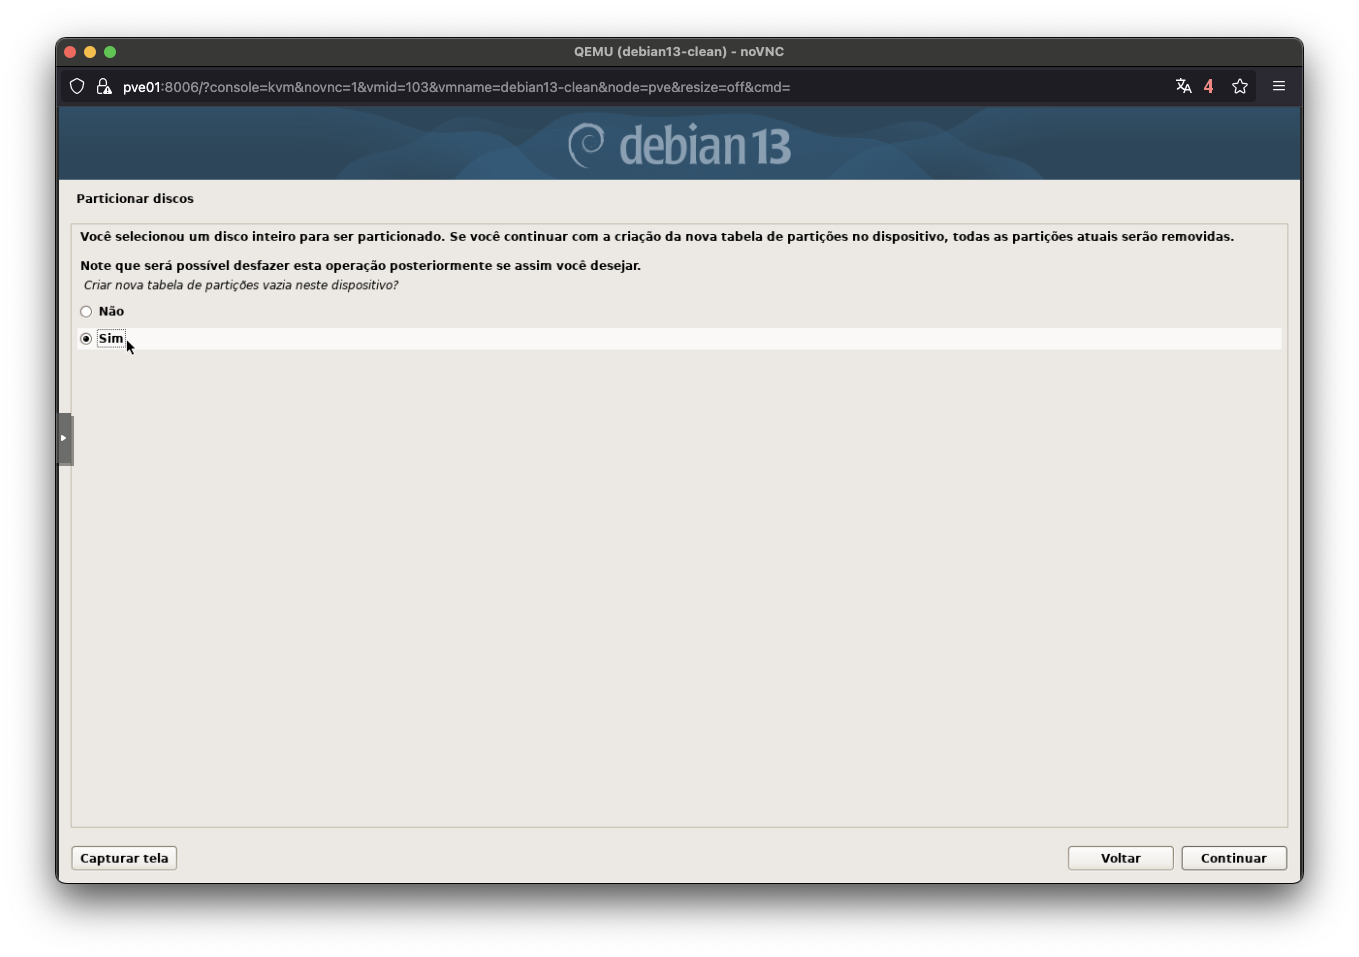 QEMU (debian13-clean) - noVNC
pve01:8006/?console=kvm&novnc=1&vmid=103&vmname=debian13-clean&node=pve&resize=off&cmd=
4
debian 13
Particionar discos
Você selecionou um disco inteiro para ser particionado. Se você continuar com a criação da nova tabela de partições no dispositivo, todas as partições atuais serão removidas.
Note que será possível desfazer esta operação posteriormente se assim você desejar.
Criar nova tabela de partições vazia neste dispositivo?
Não
Sim
Capturar tela
Voltar
Continuar